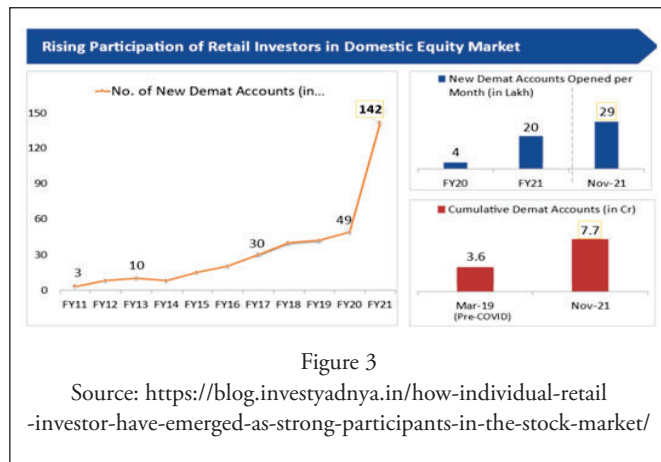 Rising Participation of Retail Investors in Domestic Equity Market
No. of New Demat Accounts (in...
150
120
90
60
30
0
3
10
30
49
142
FY11 FY12 FY13 FY14 FY15 FY16 FY17 FY18 FY19 FY20 FY21
New Demat Accounts Opened per
Month (in Lakh)
4
20
29
FY20 FY21 Nov-21
Cumulative Demat Accounts (in Cr)
3.6
7.7
Mar-19 Nov-21
(Pre-COVID)
Figure 3
Source: https://blog.investyadnya.in/how-individual-retail
-investor-have-emerged-as-strong-participants-in-the-stock-market/